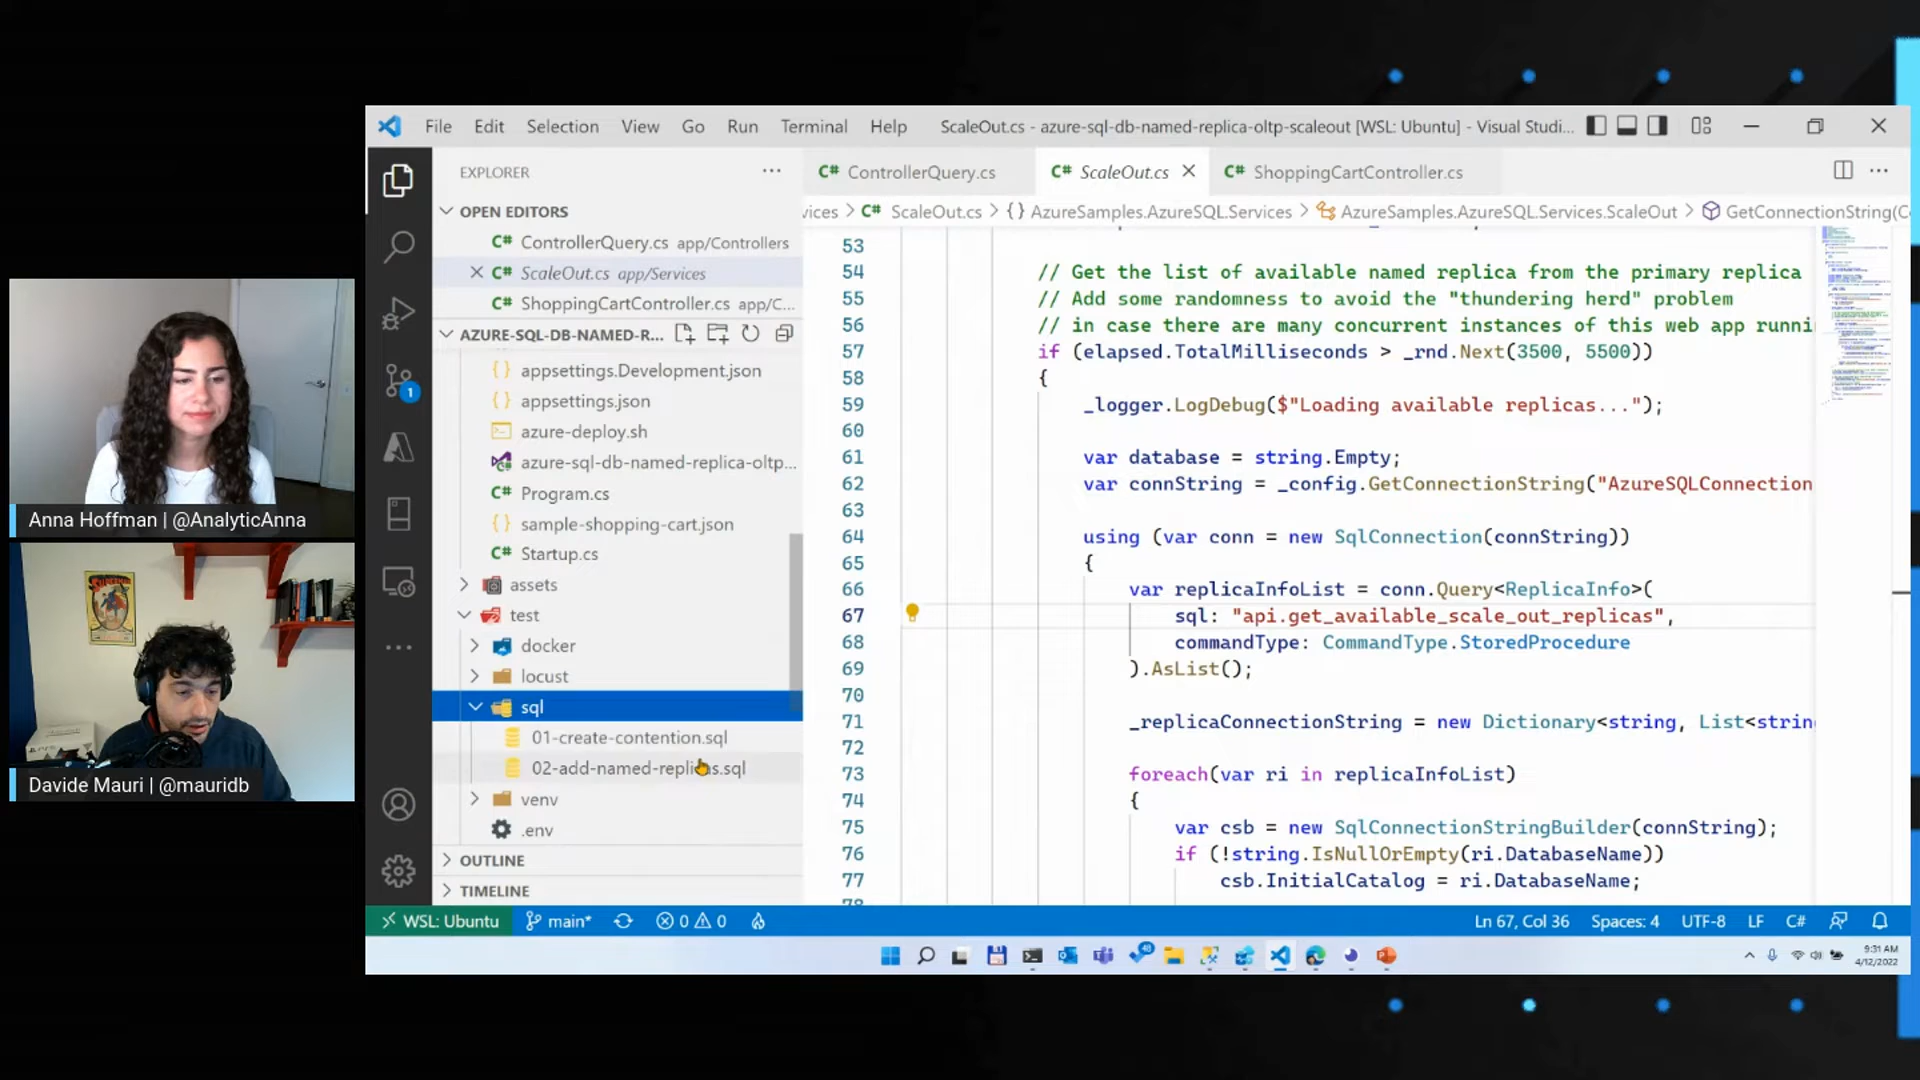 File Edit Selection View Go Run Terminal Help ScaleOut.cs - azure-sql-db-named-replica-oltp-scaleout [WSL: Ubuntu] - Visual Studi...
EXPLORER
OPEN EDITORS
C# ControllerQuery.cs app/Controllers
C# ScaleOut.cs app/Services
C# ShoppingCartController.cs app/C...
AZURE-SQL-DB-NAMED-R...
{} appsettings.Development.json
{} appsettings.json
azure-deploy.sh
azure-sql-db-named-replica-oltp...
C# Program.cs
{} sample-shopping-cart.json
C# Startup.cs
assets
test
docker
locust
sql
01-create-contention.sql
02-add-named-replicas.sql
venv
.env
OUTLINE
TIMELINE
1
C# ControllerQuery.cs C# ScaleOut.cs C# ShoppingCartController.cs
vices > C# ScaleOut.cs > {} AzureSamples.AzureSQL.Services > AzureSamples.AzureSQL.Services.ScaleOut > GetConnectionString(C
53
54 // Get the list of available named replica from the primary replica
55 // Add some randomness to avoid the "thundering herd" problem
56 // in case there are many concurrent instances of this web app runni
57 if (elapsed.TotalMilliseconds > _rnd.Next(3500, 5500))
58 {
59 _logger.LogDebug($"Loading available replicas...");
60
61 var database = string.Empty;
62 var connString = _config.GetConnectionString("AzureSQLConnection
63
64 using (var conn = new SqlConnection(connString))
65 {
66 var replicaInfoList = conn.Query<ReplicaInfo>(
67 sql: "api.get_available_scale_out_replicas",
68 commandType: CommandType.StoredProcedure
69 ).AsList();
70
71 _replicaConnectionString = new Dictionary<string, List<strin
72
73 foreach(var ri in replicaInfoList)
74 {
75 var csb = new SqlConnectionStringBuilder(connString);
76 if (!string.IsNullOrEmpty(ri.DatabaseName))
77 csb.InitialCatalog = ri.DatabaseName;
78
WSL: Ubuntu main* 0 0 Ln 67, Col 36 Spaces: 4 UTF-8 LF C#
48
9:31 AM
4/12/2022
Anna Hoffman | @AnalyticAnna
Davide Mauri | @mauridb